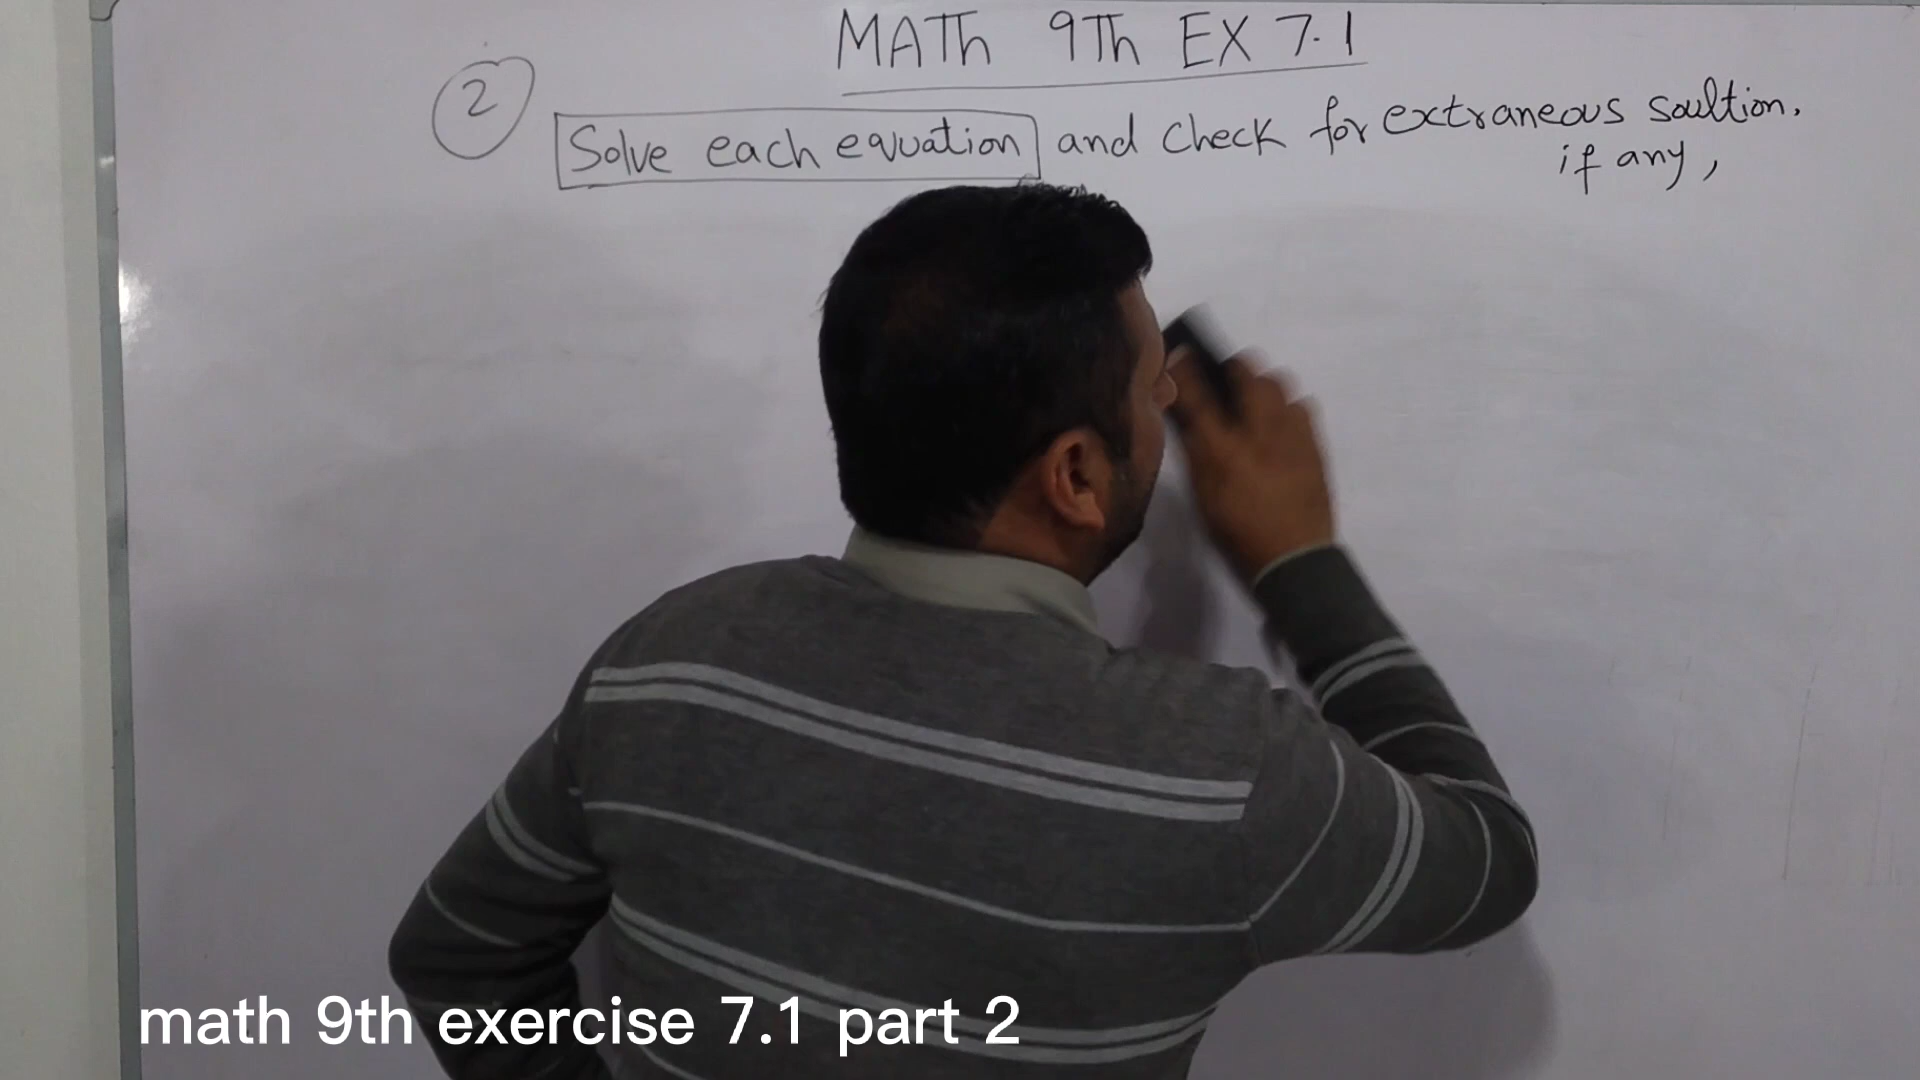 MATh 9Th EX 7.1
2
Solve each equation and check for extraneous soultion.
if any,
math 9th exercise 7.1 part 2